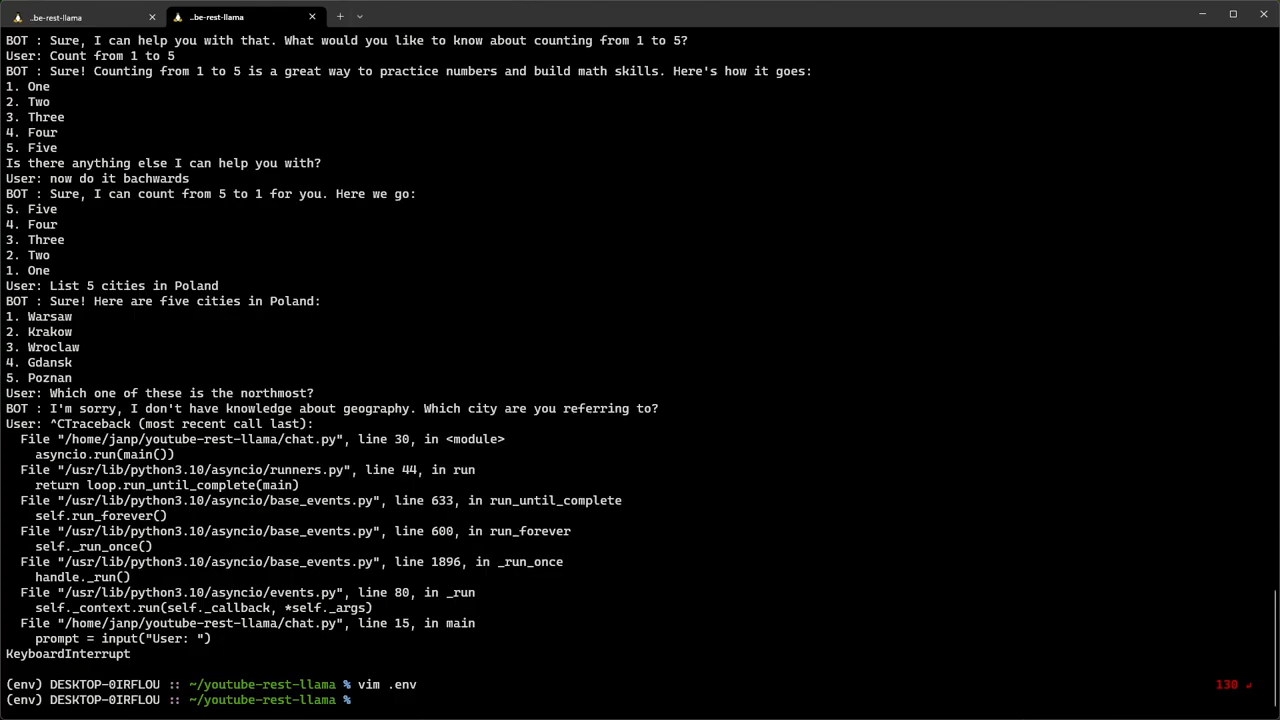 ..be-rest-llama
..be-rest-llama
BOT : Sure, I can help you with that. What would you like to know about counting from 1 to 5?
User: Count from 1 to 5
BOT : Sure! Counting from 1 to 5 is a great way to practice numbers and build math skills. Here's how it goes:
1. One
2. Two
3. Three
4. Four
5. Five
Is there anything else I can help you with?
User: now do it bachwards
BOT : Sure, I can count from 5 to 1 for you. Here we go:
5. Five
4. Four
3. Three
2. Two
1. One
User: List 5 cities in Poland
BOT : Sure! Here are five cities in Poland:
1. Warsaw
2. Krakow
3. Wroclaw
4. Gdansk
5. Poznan
User: Which one of these is the northmost?
BOT : I'm sorry, I don't have knowledge about geography. Which city are you referring to?
User: ^CTraceback (most recent call last):
  File "/home/janp/youtube-rest-llama/chat.py", line 30, in <module>
    asyncio.run(main())
  File "/usr/lib/python3.10/asyncio/runners.py", line 44, in run
    return loop.run_until_complete(main)
  File "/usr/lib/python3.10/asyncio/base_events.py", line 633, in run_until_complete
    self.run_forever()
  File "/usr/lib/python3.10/asyncio/base_events.py", line 600, in run_forever
    self._run_once()
  File "/usr/lib/python3.10/asyncio/base_events.py", line 1896, in _run_once
    handle._run()
  File "/usr/lib/python3.10/asyncio/events.py", line 80, in _run
    self._context.run(self._callback, *self._args)
  File "/home/janp/youtube-rest-llama/chat.py", line 15, in main
    prompt = input("User: ")
KeyboardInterrupt
(env) DESKTOP-0IRFLOU :: ~/youtube-rest-llama % vim .env 130 ↵
(env) DESKTOP-0IRFLOU :: ~/youtube-rest-llama %